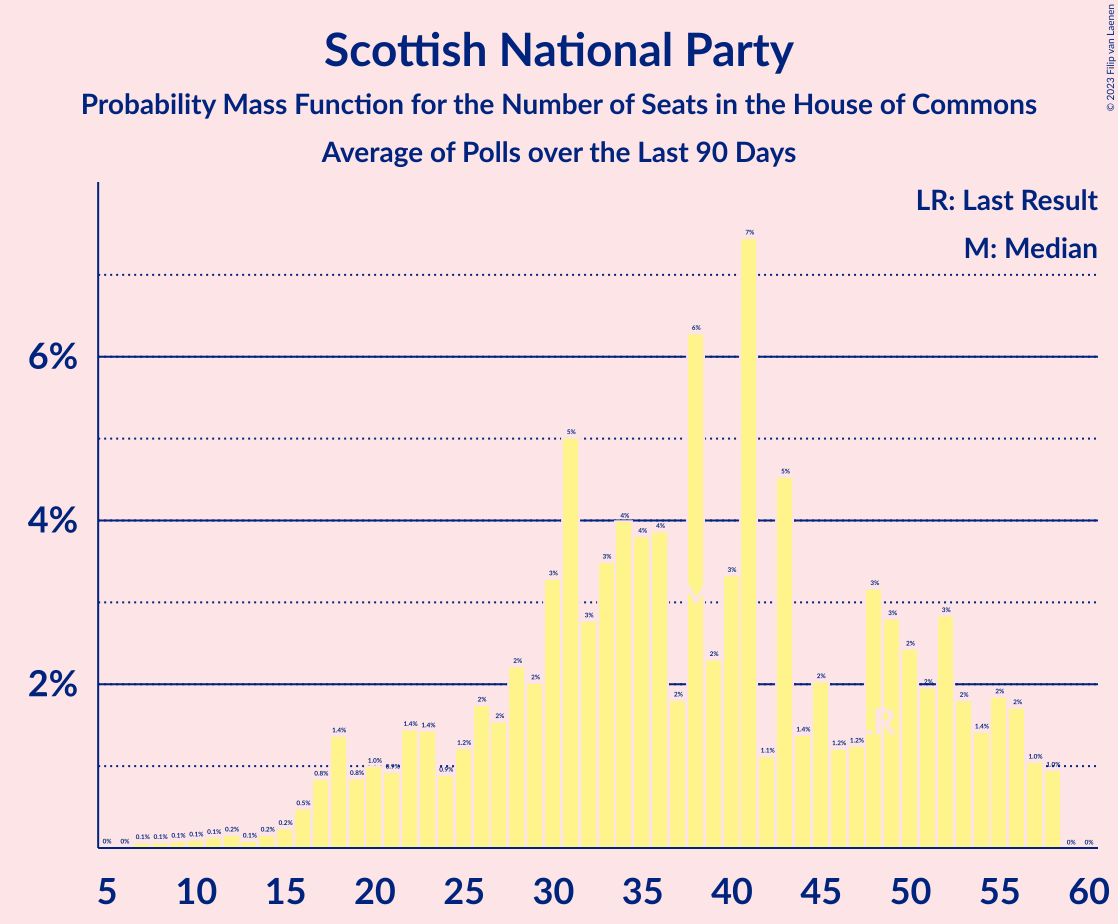 Scottish National Party
Probability Mass Function for the Number of Seats in the House of Commons
Average of Polls over the Last 90 Days
© 2023 Filip van Laenen
LR: Last Result
M: Median
6%
4%
2%
0% 0% 0.1% 0.1% 0.1% 0.1% 0.1% 0.2% 0.1% 0.2% 0.2% 0.5% 0.8% 1.4% 0.8% 1.0% 0.9% 1.4% 1.4% 0.9% 1.2% 2% 2% 2% 2% 3% 5% 3% 3% 4% 4% 4% 2% 6% 2% 3% 7% 1.1% 5% 1.4% 2% 1.2% 1.2% 3% 3% 2% 2% 3% 2% 1.4% 2% 2% 1.0% 1.0% 0% 0%
M
LR
5 10 15 20 25 30 35 40 45 50 55 60